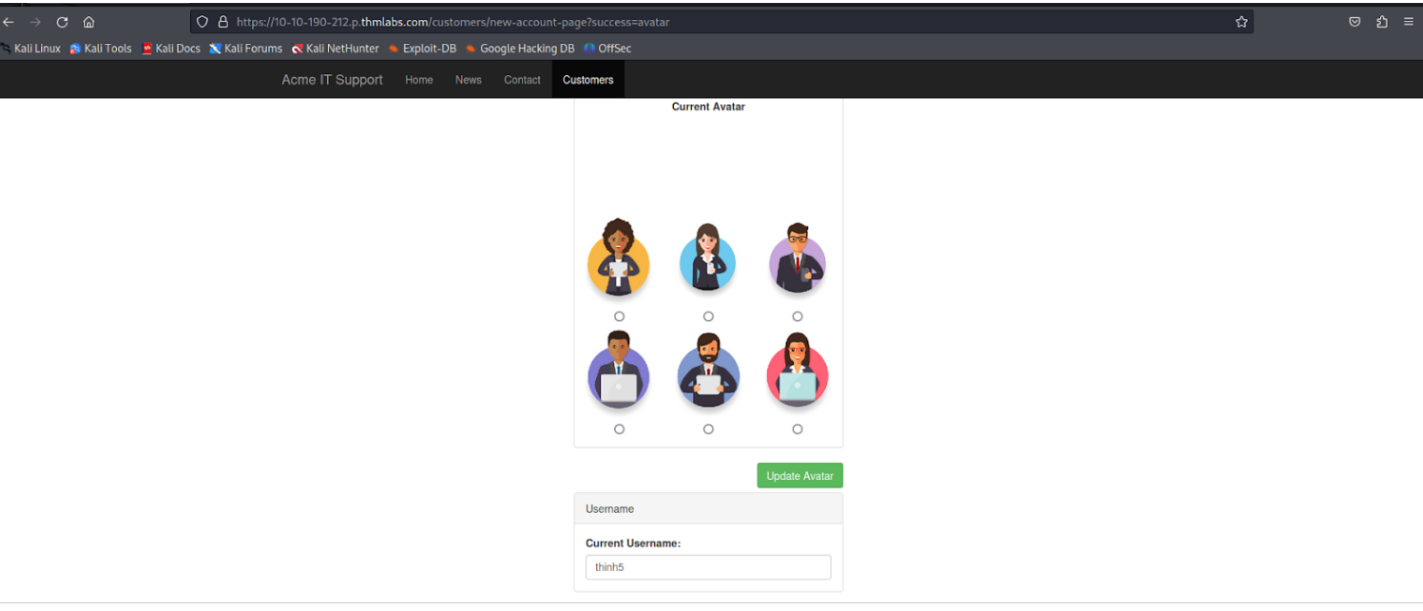 https://10-10-190-212.p.thmlabs.com/customers/new-account-page?success=avatar
Kali Linux Kali Tools Kali Docs Kali Forums Kali NetHunter Exploit-DB Google Hacking DB OffSec
Acme IT Support Home News Contact Customers
Current Avatar
Update Avatar
Username
Current Username:
thinh5